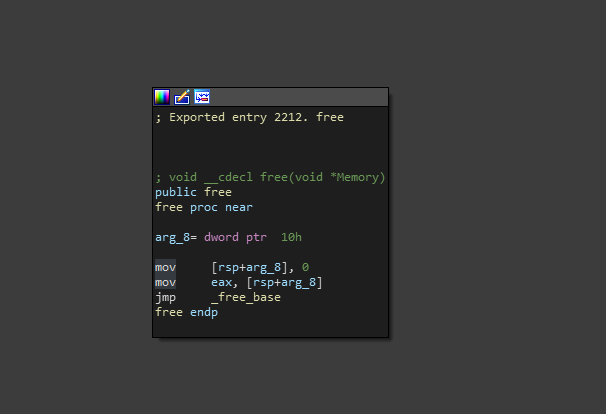 ; Exported entry 2212. free
; void __cdecl free(void *Memory)
public free
free proc near
arg_8= dword ptr  10h
mov     [rsp+arg_8], 0
mov     eax, [rsp+arg_8]
jmp     _free_base
free endp